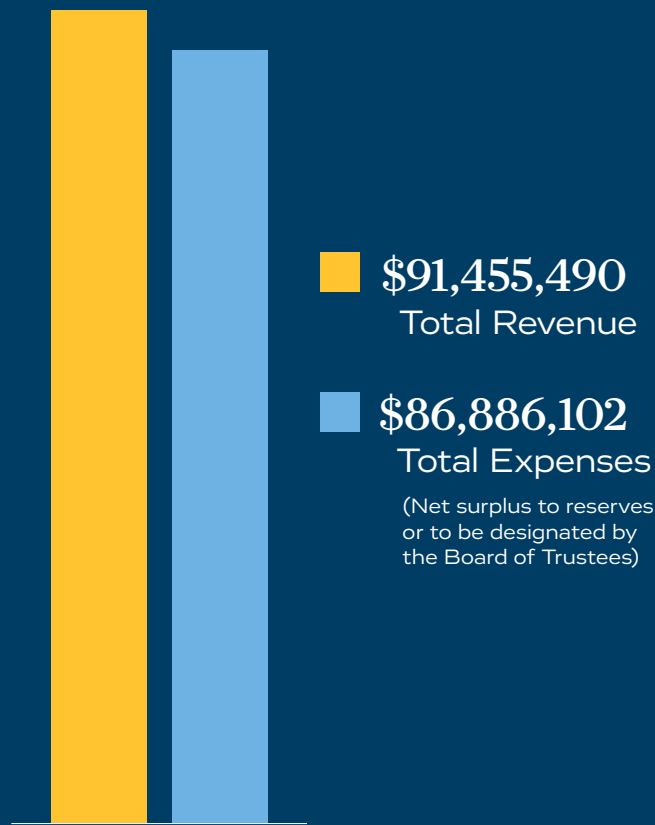 $91,455,490
Total Revenue
$86,886,102
Total Expenses
(Net surplus to reserves
or to be designated by
the Board of Trustees)